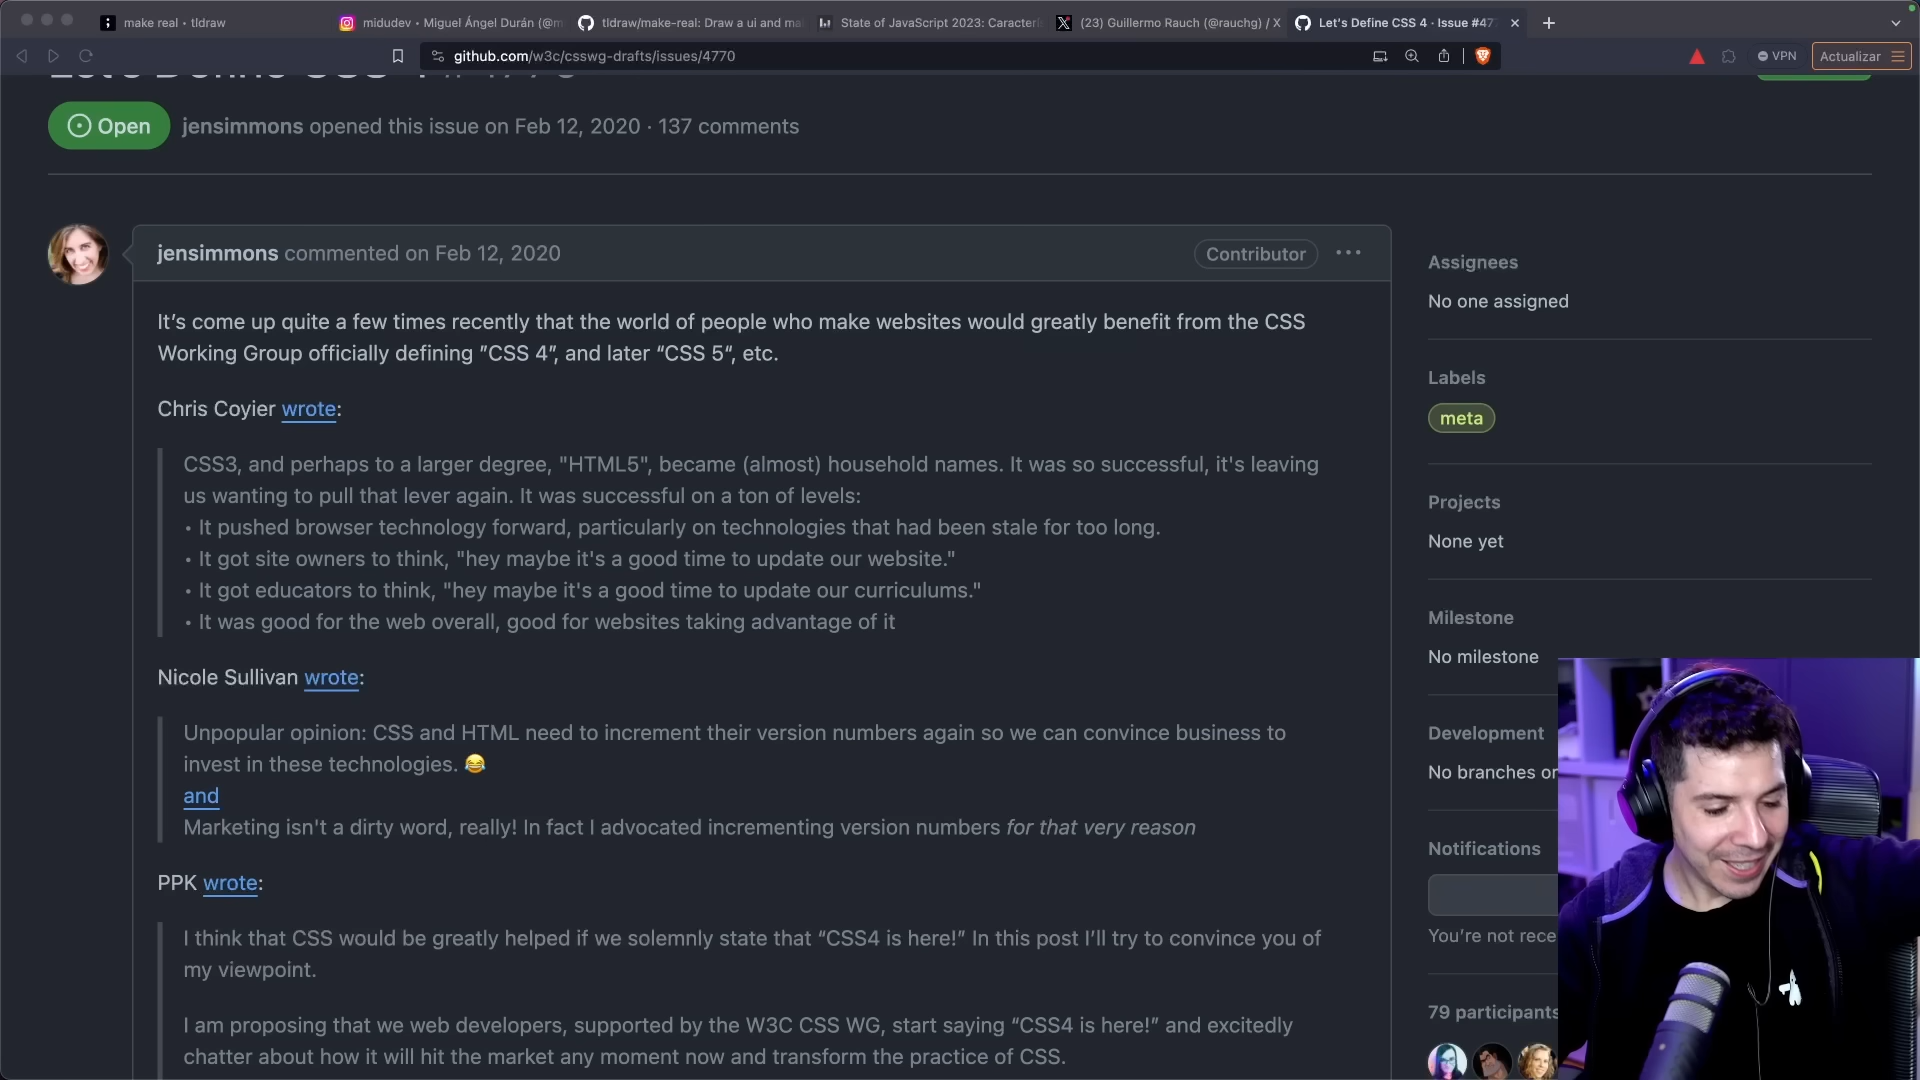 make real • tldraw
midudev • Miguel Ángel Durán (@m
tldraw/make-real: Draw a ui and ma
State of JavaScript 2023: Caracterí
(23) Guillermo Rauch (@rauchg) / X
Let's Define CSS 4 · Issue #477
github.com/w3c/csswg-drafts/issues/4770
VPN
Actualizar
Open
jensimmons opened this issue on Feb 12, 2020 · 137 comments
jensimmons commented on Feb 12, 2020
Contributor
It’s come up quite a few times recently that the world of people who make websites would greatly benefit from the CSS
Working Group officially defining ”CSS 4”, and later “CSS 5“, etc.
Chris Coyier wrote:
CSS3, and perhaps to a larger degree, "HTML5", became (almost) household names. It was so successful, it's leaving
us wanting to pull that lever again. It was successful on a ton of levels:
• It pushed browser technology forward, particularly on technologies that had been stale for too long.
• It got site owners to think, "hey maybe it's a good time to update our website."
• It got educators to think, "hey maybe it's a good time to update our curriculums."
• It was good for the web overall, good for websites taking advantage of it
Nicole Sullivan wrote:
Unpopular opinion: CSS and HTML need to increment their version numbers again so we can convince business to
invest in these technologies. 😂
and
Marketing isn't a dirty word, really! In fact I advocated incrementing version numbers for that very reason
PPK wrote:
I think that CSS would be greatly helped if we solemnly state that “CSS4 is here!” In this post I’ll try to convince you of
my viewpoint.
I am proposing that we web developers, supported by the W3C CSS WG, start saying “CSS4 is here!” and excitedly
chatter about how it will hit the market any moment now and transform the practice of CSS.
Assignees
No one assigned
Labels
meta
Projects
None yet
Milestone
No milestone
Development
No branches or
Notifications
You’re not rece
79 participants